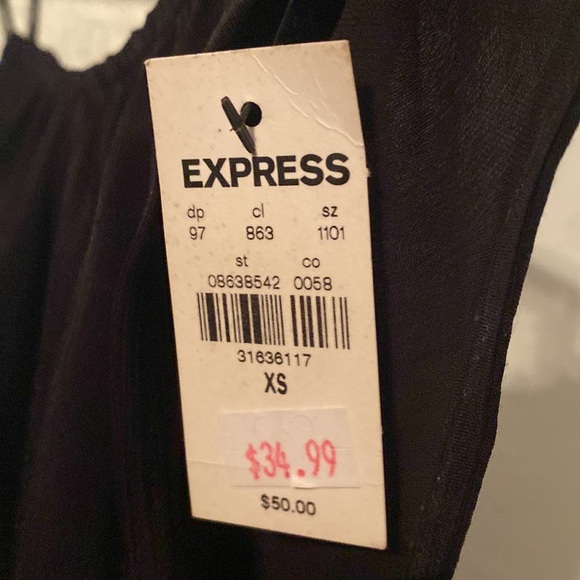 EXPRESS
dp cl sz
97 863 1101
st co
08638542 0058
31636117
XS
$34.99
$50.00